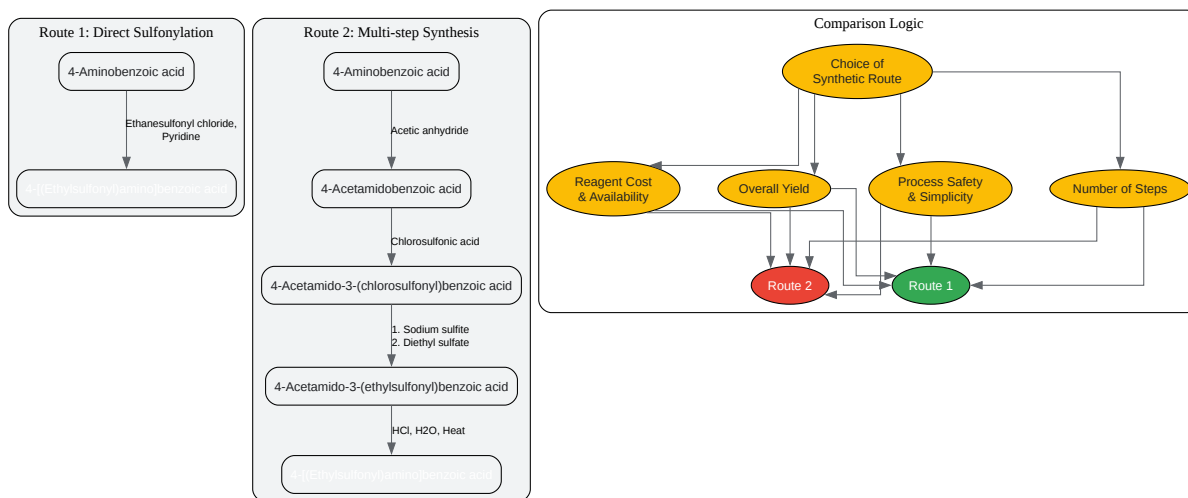 Route 1: Direct Sulfonylation
4-Aminobenzoic acid
Ethanesulfonyl chloride,
Pyridine
4-[(Ethylsulfonyl)amino]benzoic acid
Route 2: Multi-step Synthesis
4-Aminobenzoic acid
Acetic anhydride
4-Acetamidobenzoic acid
Chlorosulfonic acid
4-Acetamido-3-(chlorosulfonyl)benzoic acid
1. Sodium sulfite
2. Diethyl sulfate
4-Acetamido-3-(ethylsulfonyl)benzoic acid
HCl, H2O, Heat
4-[(Ethylsulfonyl)amino]benzoic acid
Comparison Logic
Choice of
Synthetic Route
Reagent Cost
& Availability
Overall Yield
Process Safety
& Simplicity
Number of Steps
Route 2
Route 1